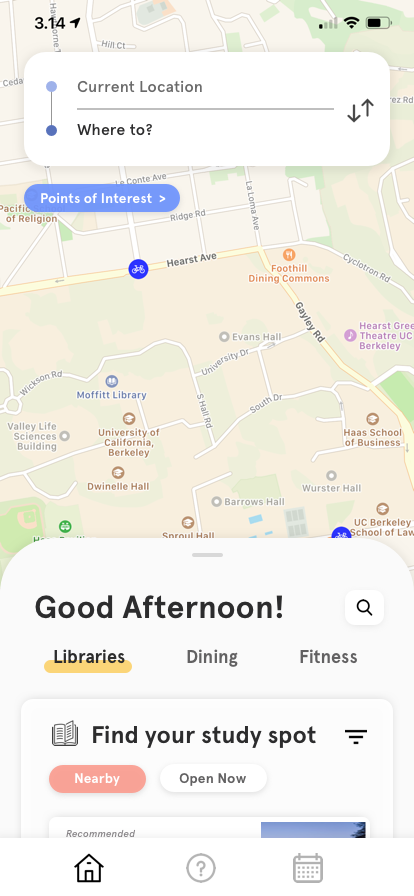 3.14
Hawthorne T
Hill Ct
Cedar
Current Location
Where to?
rez Rd
Le Conte Ave
Points of Interest >
Pacific
of Religion
Ridge Rd
La Loma Ave
Hearst Ave
Foothill
Dining Commons
Cyclotron Rd
Gayley Rd
Hearst Gree
Theatre UC
Berkeley
Evans Hall
University Dr
Wickson Rd
Moffitt Library
S Hall Rd
South Dr
Valley Life
Sciences
Building
University of
California,
Berkeley
Haas School
of Business
Dwinelle Hall
Wurster Hall
Barrows Hall
Sproul Hall
UC Berkeley
School of Law
Good Afternoon!
Libraries
Dining
Fitness
Find your study spot
Nearby
Open Now
Recommended
?